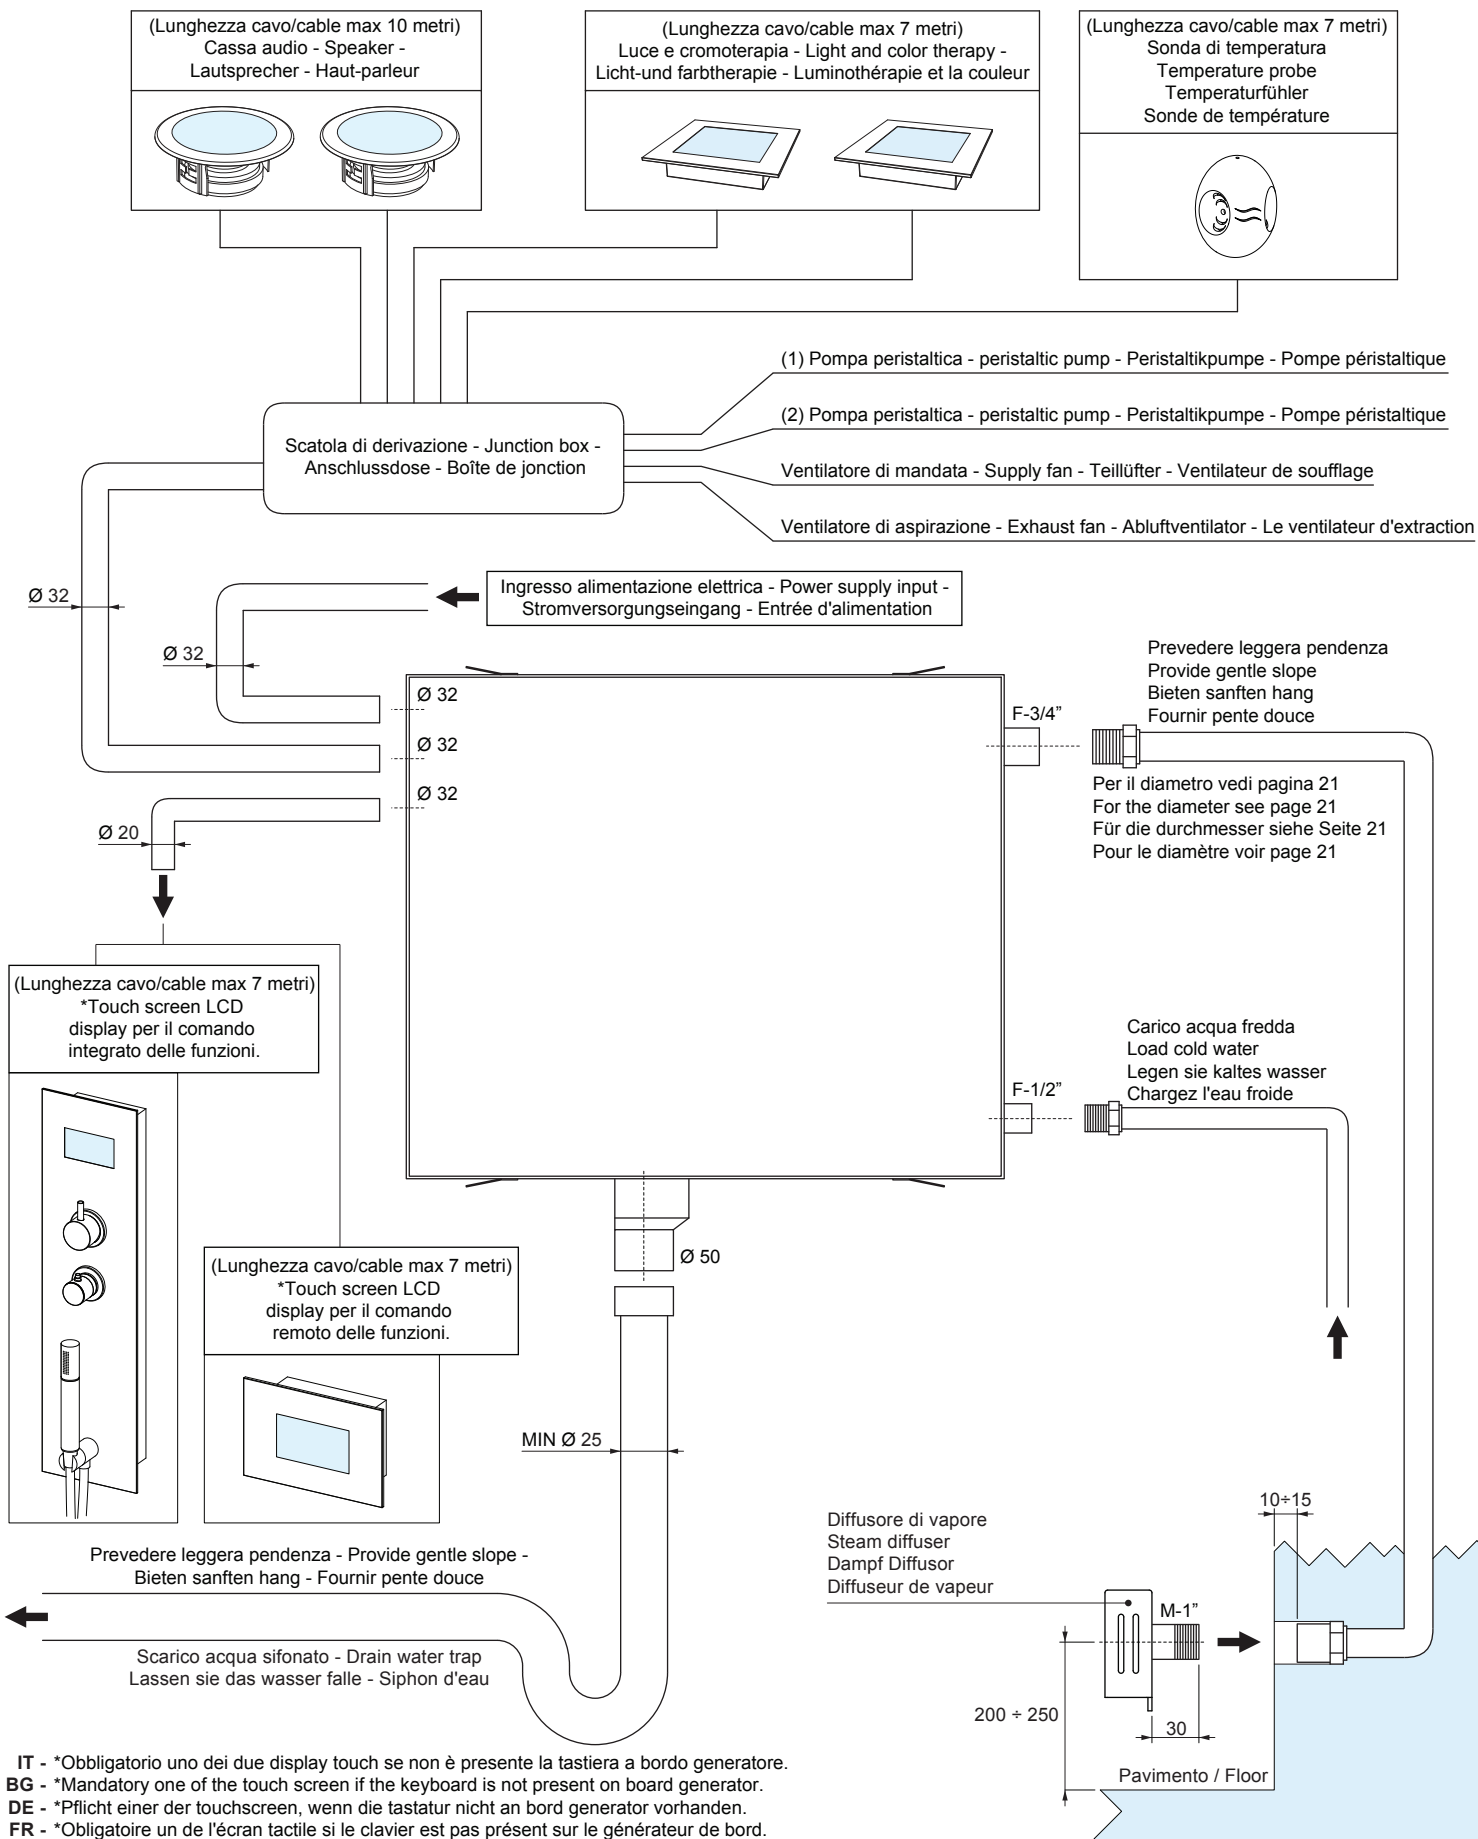 (Lunghezza cavo/cable max 10 metri)
Cassa audio - Speaker -
Lautsprecher - Haut-parleur
(Lunghezza cavo/cable max 7 metri)
Luce e cromoterapia - Light and color therapy -
Licht-und farbtherapie - Luminothérapie et la couleur
(Lunghezza cavo/cable max 7 metri)
Sonda di temperatura
Temperature probe
Temperaturfühler
Sonde de température
(1) Pompa peristaltica - peristaltic pump - Peristaltikpumpe - Pompe péristaltique
(2) Pompa peristaltica - peristaltic pump - Peristaltikpumpe - Pompe péristaltique
Scatola di derivazione - Junction box -
Anschlussdose - Boîte de jonction
Ventilatore di mandata - Supply fan - Teillüfter - Ventilateur de soufflage
Ventilatore di aspirazione - Exhaust fan - Abluftventilator - Le ventilateur d'extraction
Ø 32
Ingresso alimentazione elettrica - Power supply input -
Stromversorgungseingang - Entrée d'alimentation
Ø 32
Ø 32
Ø 32
Ø 32
Ø 20
F-3/4”
Prevedere leggera pendenza
Provide gentle slope
Bieten sanften hang
Fournir pente douce
Per il diametro vedi pagina 21
For the diameter see page 21
Für die durchmesser siehe Seite 21
Pour le diamètre voir page 21
(Lunghezza cavo/cable max 7 metri)
*Touch screen LCD
display per il comando
integrato delle funzioni.
Carico acqua fredda
Load cold water
Legen sie kaltes wasser
Chargez l'eau froide
F-1/2”
Ø 50
(Lunghezza cavo/cable max 7 metri)
*Touch screen LCD
display per il comando
remoto delle funzioni.
MIN Ø 25
Prevedere leggera pendenza - Provide gentle slope -
Bieten sanften hang - Fournir pente douce
Scarico acqua sifonato - Drain water trap
Lassen sie das wasser falle - Siphon d'eau
Diffusore di vapore
Steam diffuser
Dampf Diffusor
Diffuseur de vapeur
10÷15
M-1”
200 ÷ 250
30
Pavimento / Floor
IT - *Obbligatorio uno dei due display touch se non è presente la tastiera a bordo generatore.
BG - *Mandatory one of the touch screen if the keyboard is not present on board generator.
DE - *Pflicht einer der touchscreen, wenn die tastatur nicht an bord generator vorhanden.
FR - *Obligatoire un de l'écran tactile si le clavier est pas présent sur le générateur de bord.